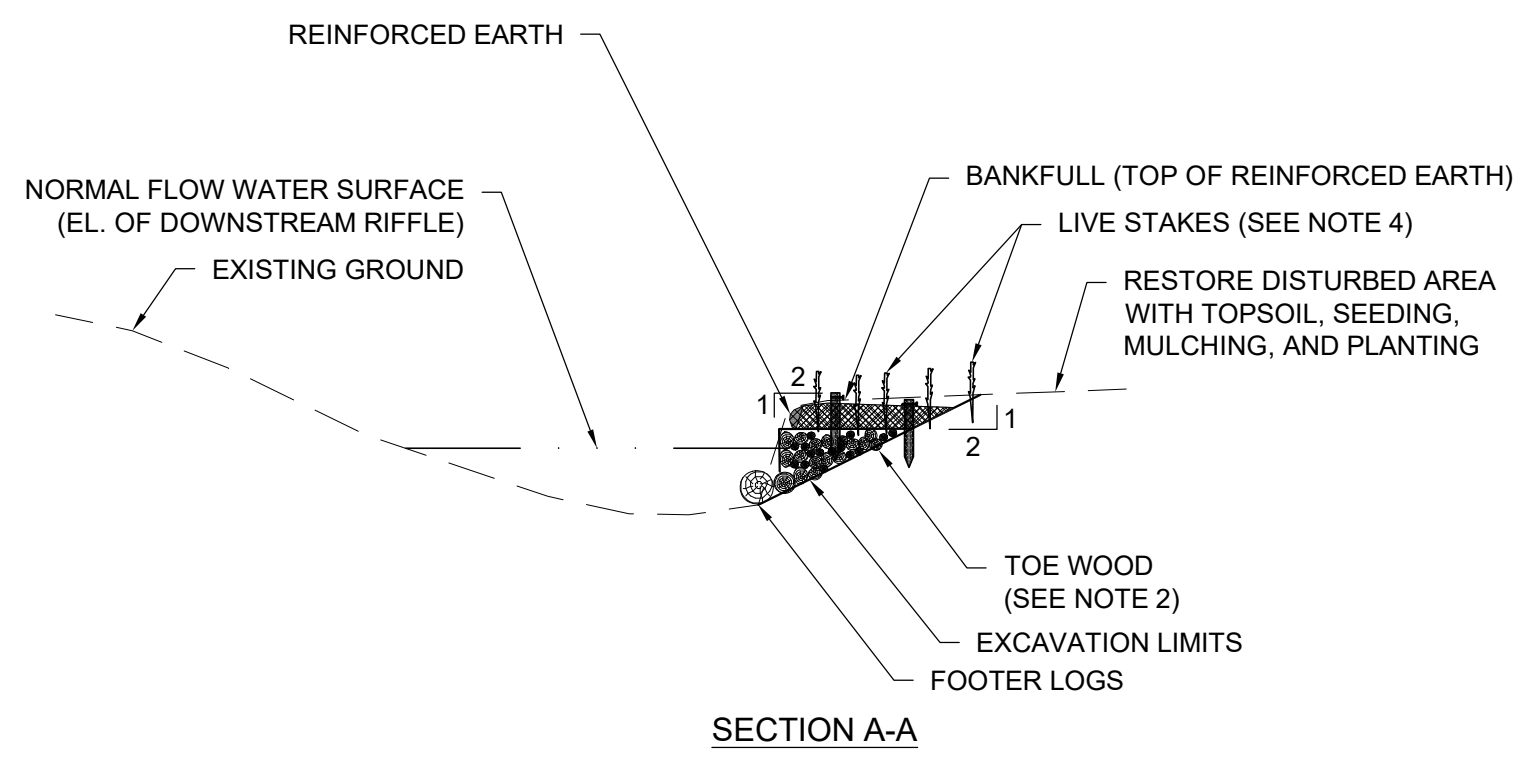 REINFORCED EARTH
NORMAL FLOW WATER SURFACE
(EL. OF DOWNSTREAM RIFFLE)
EXISTING GROUND
BANKFULL (TOP OF REINFORCED EARTH)
LIVE STAKES (SEE NOTE 4)
RESTORE DISTURBED AREA
WITH TOPSOIL, SEEDING,
MULCHING, AND PLANTING
2
1
1
2
TOE WOOD
(SEE NOTE 2)
EXCAVATION LIMITS
FOOTER LOGS
SECTION A-A